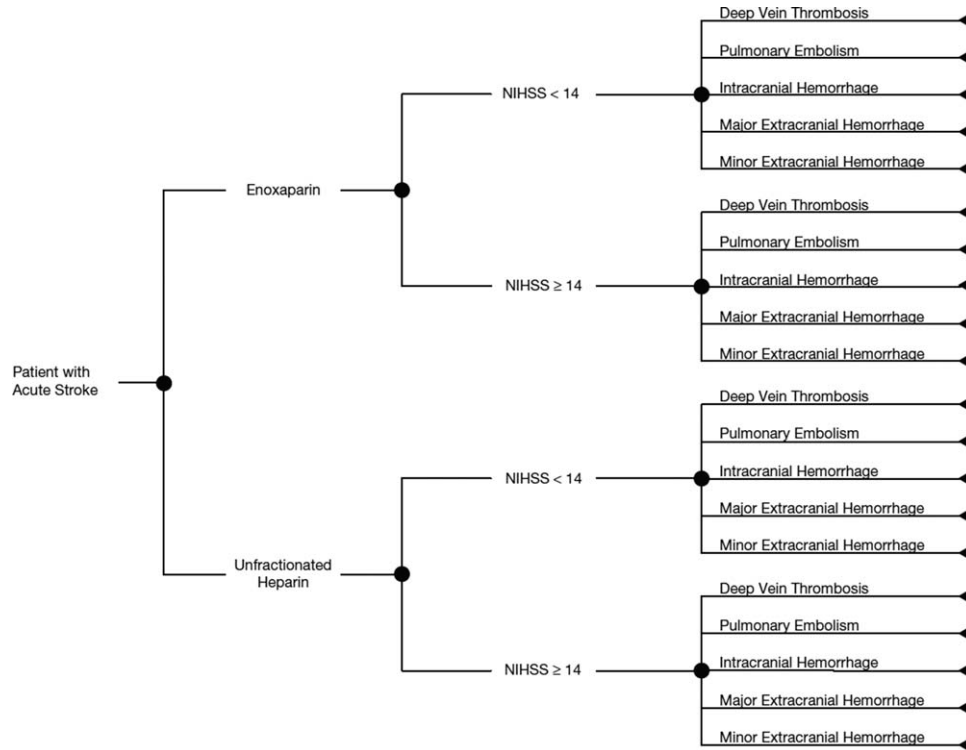 Deep Vein Thrombosis
Pulmonary Embolism
NIHSS < 14
Intracranial Hemorrhage
Major Extracranial Hemorrhage
Minor Extracranial Hemorrhage
Enoxaparin
Deep Vein Thrombosis
Pulmonary Embolism
NIHSS ≥ 14
Intracranial Hemorrhage
Major Extracranial Hemorrhage
Minor Extracranial Hemorrhage
Patient with
Acute Stroke
Deep Vein Thrombosis
Pulmonary Embolism
NIHSS < 14
Intracranial Hemorrhage
Major Extracranial Hemorrhage
Minor Extracranial Hemorrhage
Unfractionated
Heparin
Deep Vein Thrombosis
Pulmonary Embolism
NIHSS ≥ 14
Intracranial Hemorrhage
Major Extracranial Hemorrhage
Minor Extracranial Hemorrhage